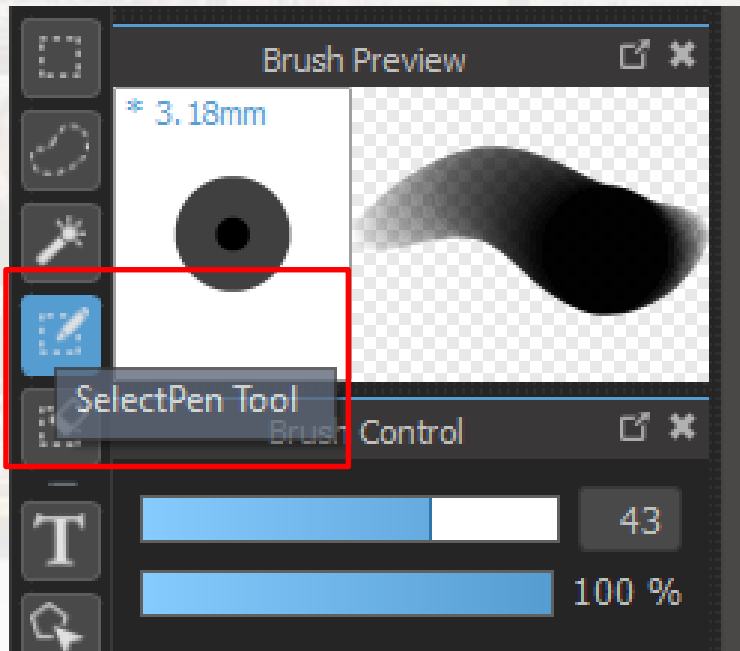 Brush Preview
* 3.18mm
SelectPen Tool
Brush Control
43
T
100 %